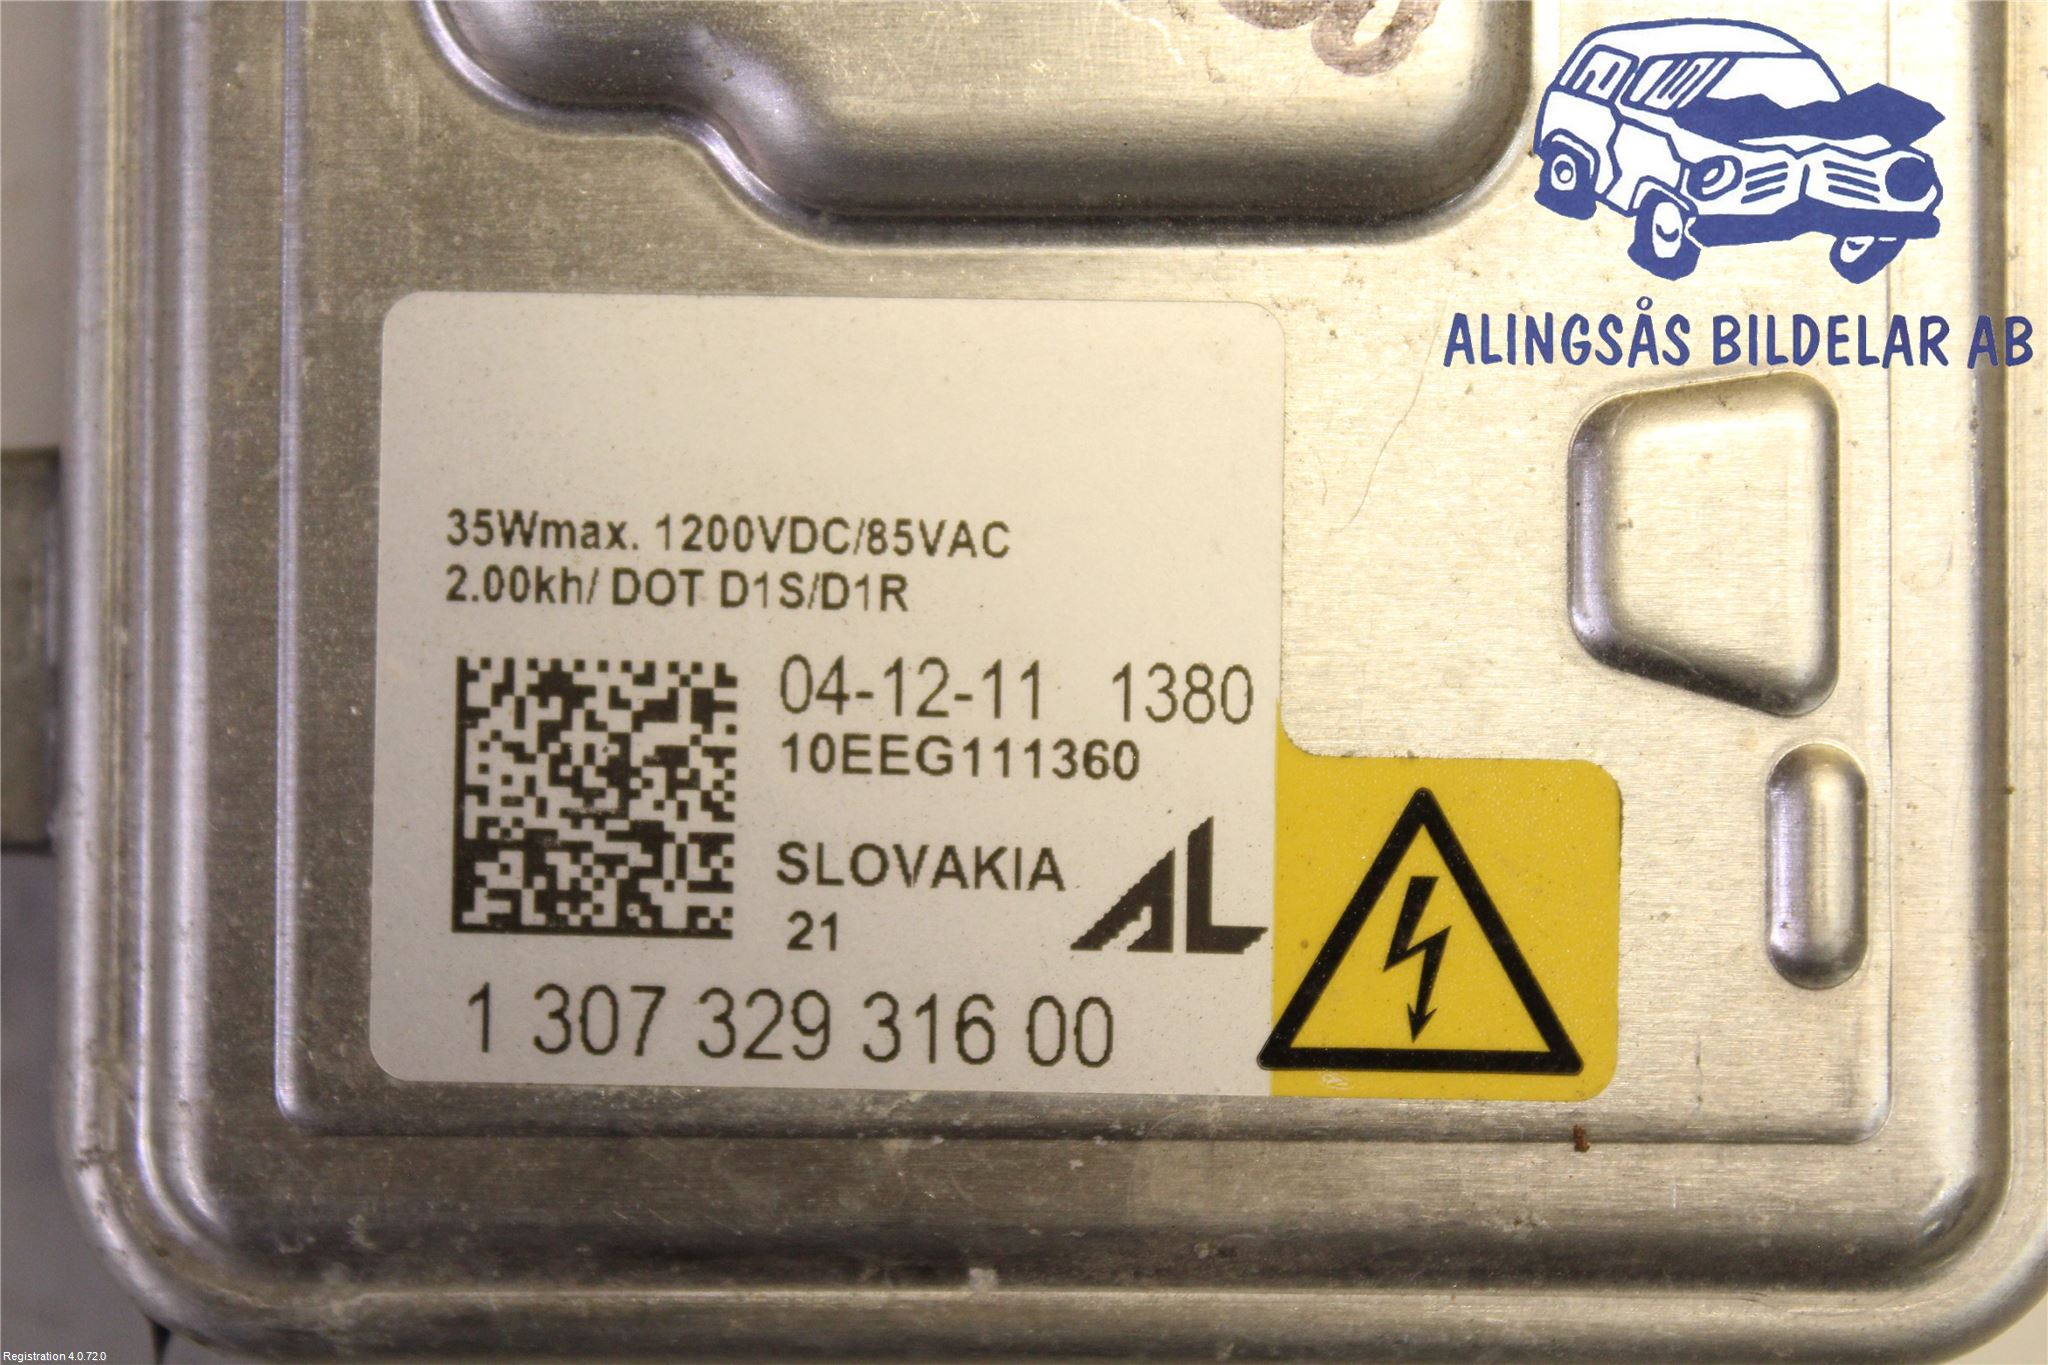 ALINGSÅS BILDELAR AB
35Wmax. 1200VDC/85VAC
2.00kh/ DOT D1S/D1R
04-12-11 1380
10EEG111360
SLOVAKIA
21
AL
1 307 329 316 00
Registration 4.0.72.0